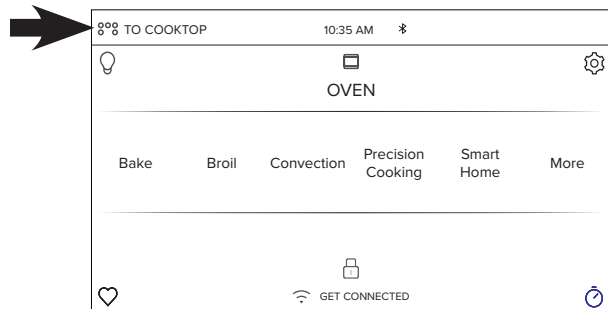 TO COOKTOP 10:35 AM
OVEN
Bake Broil Convection Precision Cooking Smart Home More
GET CONNECTED